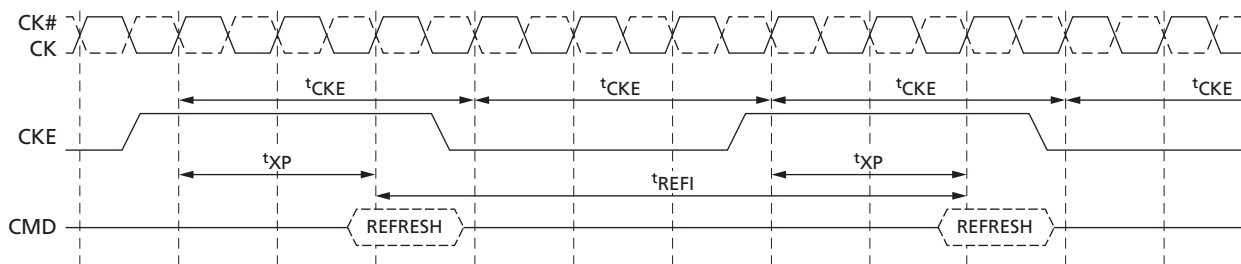 CK#
CK
tCKE tCKE tCKE tCKE
CKE
tXP tXP
tREFI
CMD REFRESH REFRESH